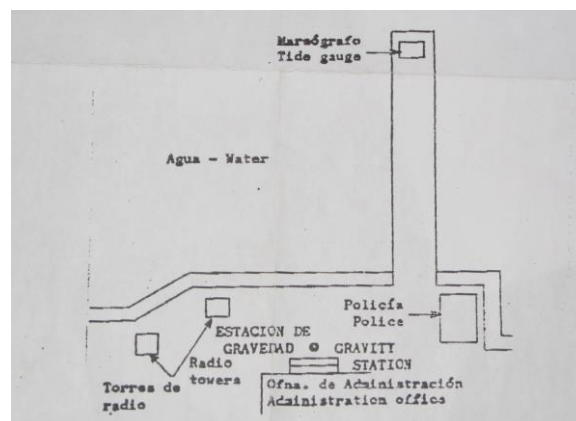 Mareógrafo
Tide gauge
Agua - Water
Policía
Police
ESTACIÓN DE
GRAVEDAD GRAVITY
STATION
Radio
towers
Torres de
radio
Ofna. de Administración
Administration office